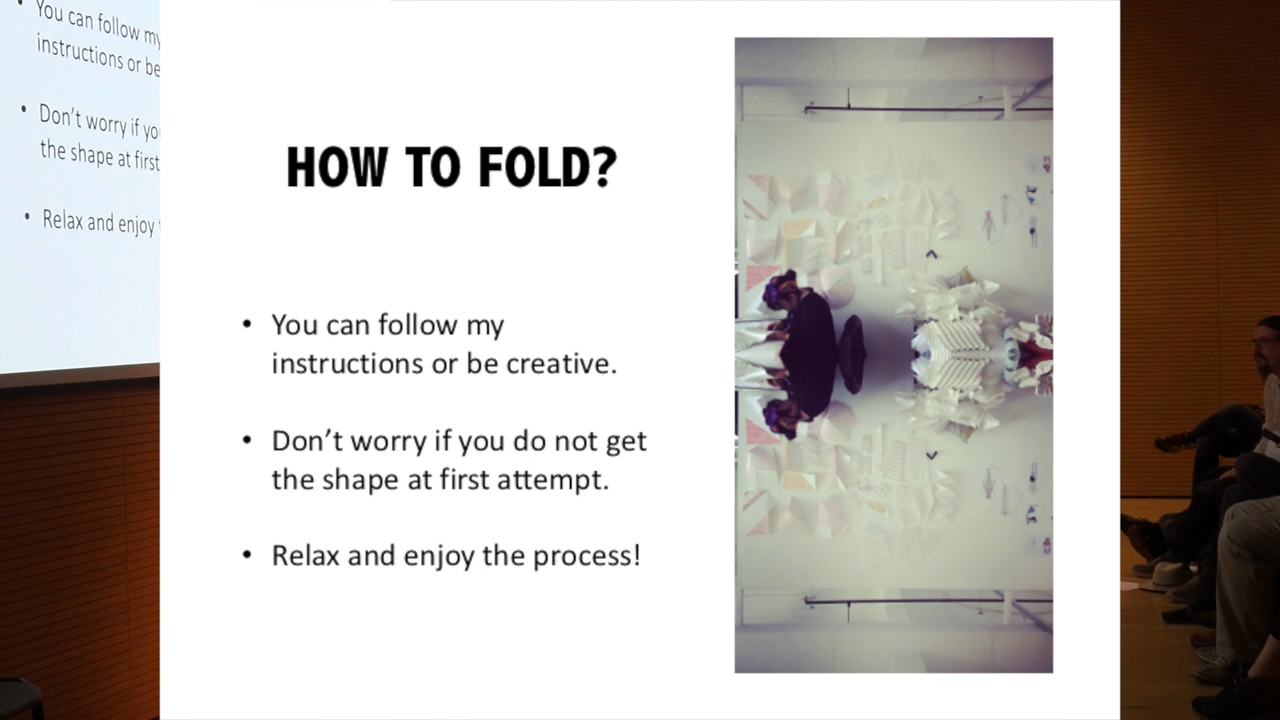 • You can follow my
instructions or be
• Don't worry if you
the shape at first
• Relax and enjoy
HOW TO FOLD?
• You can follow my
instructions or be creative.
• Don't worry if you do not get
the shape at first attempt.
• Relax and enjoy the process!